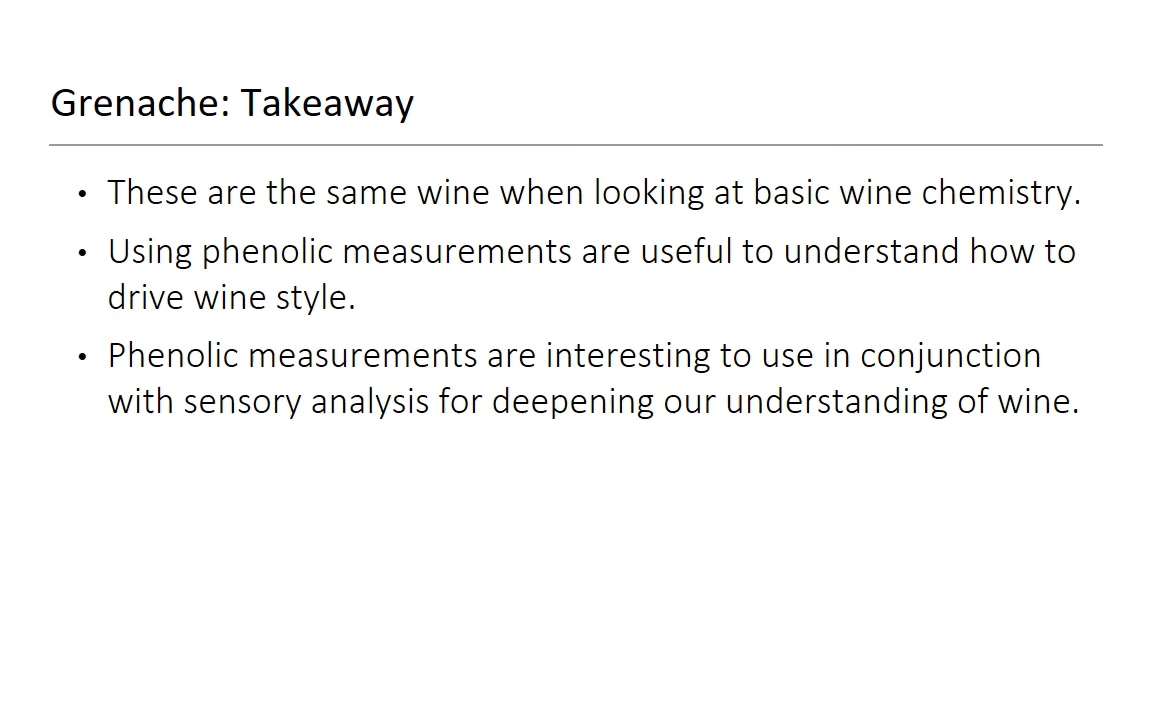 Grenache: Takeaway
• These are the same wine when looking at basic wine chemistry.
• Using phenolic measurements are useful to understand how to
drive wine style.
• Phenolic measurements are interesting to use in conjunction
with sensory analysis for deepening our understanding of wine.